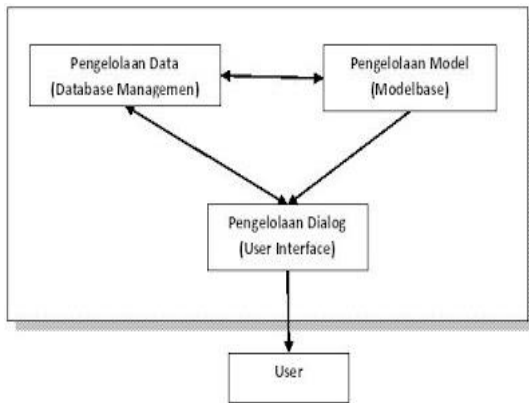 Pengelolaan Data
(Database Managemen)
Pengelolaan Model
(Modelbase)
Pengelolaan Dialog
(User Interface)
User